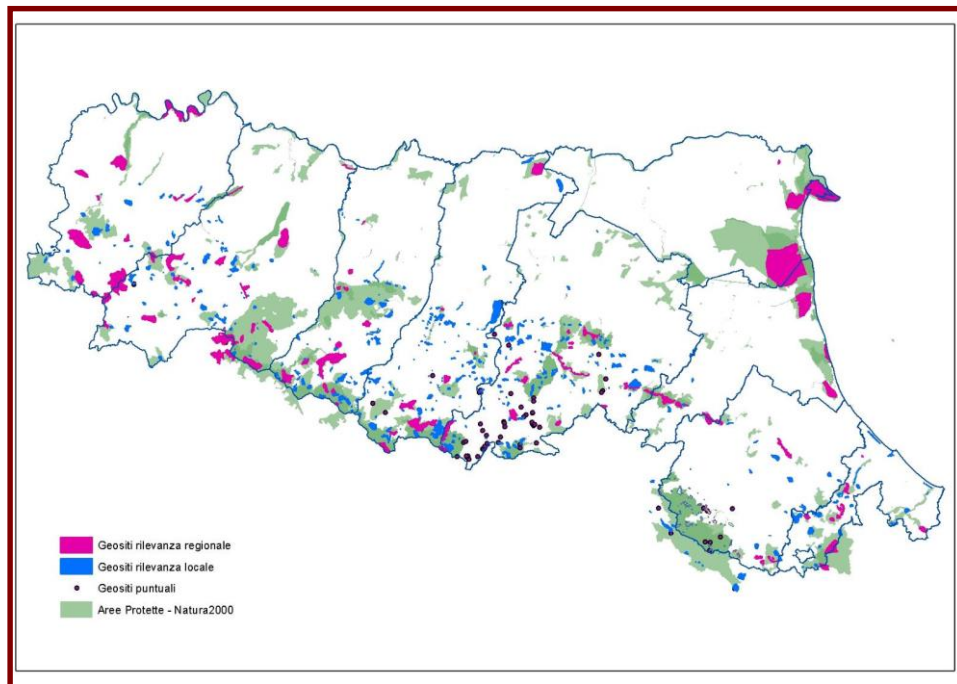 Geositi rilevanza regionale
Geositi rilevanza locale
Geositi puntuali
Aree Protette - Natura2000